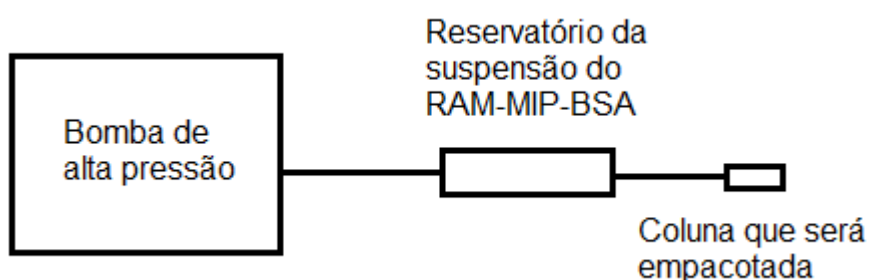 Bomba de
alta pressão
Reservatório da
suspensão do
RAM-MIP-BSA
Coluna que será
empacotada